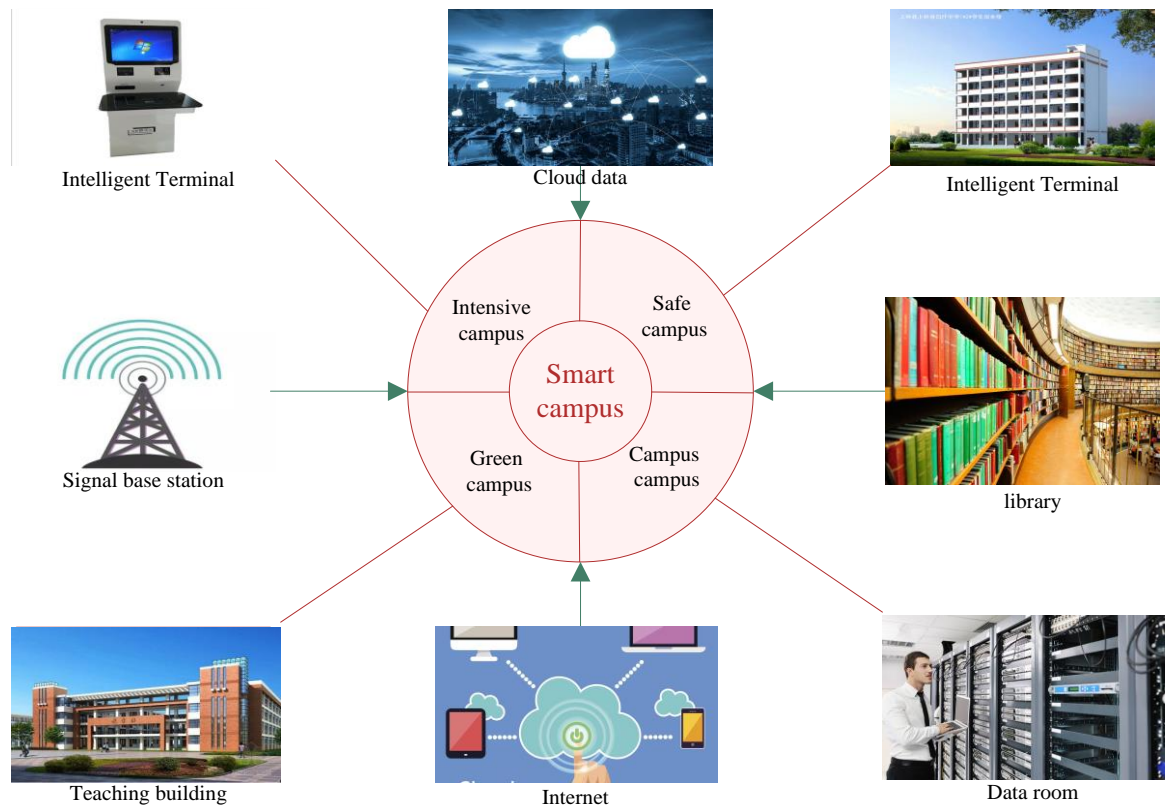 Intelligent Terminal
Cloud data
Intelligent Terminal
Intensive
campus
Safe
campus
Smart
campus
Green
campus
Campus
campus
Signal base station
library
Teaching building
Internet
Data room